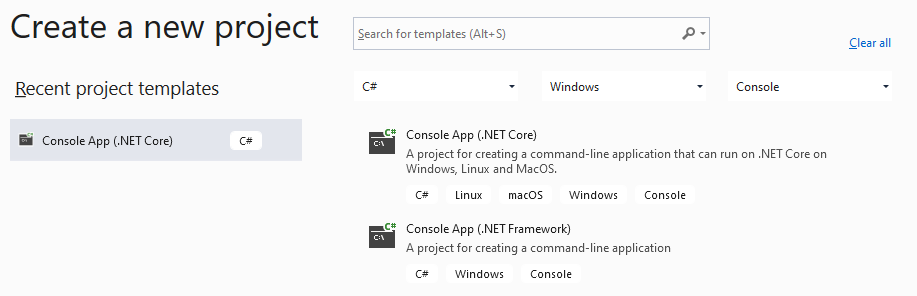 Create a new project
Search for templates (Alt+S)
Clear all
Recent project templates
C#
Windows
Console
Console App (.NET Core)
C#
C#
C:\
Console App (.NET Core)
A project for creating a command-line application that can run on .NET Core on
Windows, Linux and MacOS.
C#
Linux
macOS
Windows
Console
C#
C:\
Console App (.NET Framework)
A project for creating a command-line application
C#
Windows
Console